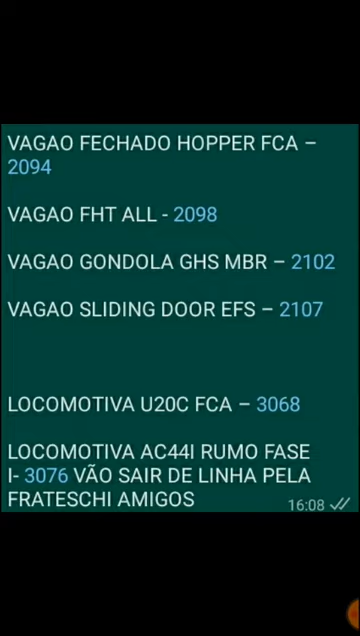 VAGAO FECHADO HOPPER FCA –
2094
VAGAO FHT ALL - 2098
VAGAO GONDOLA GHS MBR – 2102
VAGAO SLIDING DOOR EFS – 2107
LOCOMOTIVA U20C FCA – 3068
LOCOMOTIVA AC44I RUMO FASE
I- 3076 VÃO SAIR DE LINHA PELA
FRATESCHI AMIGOS
16:08